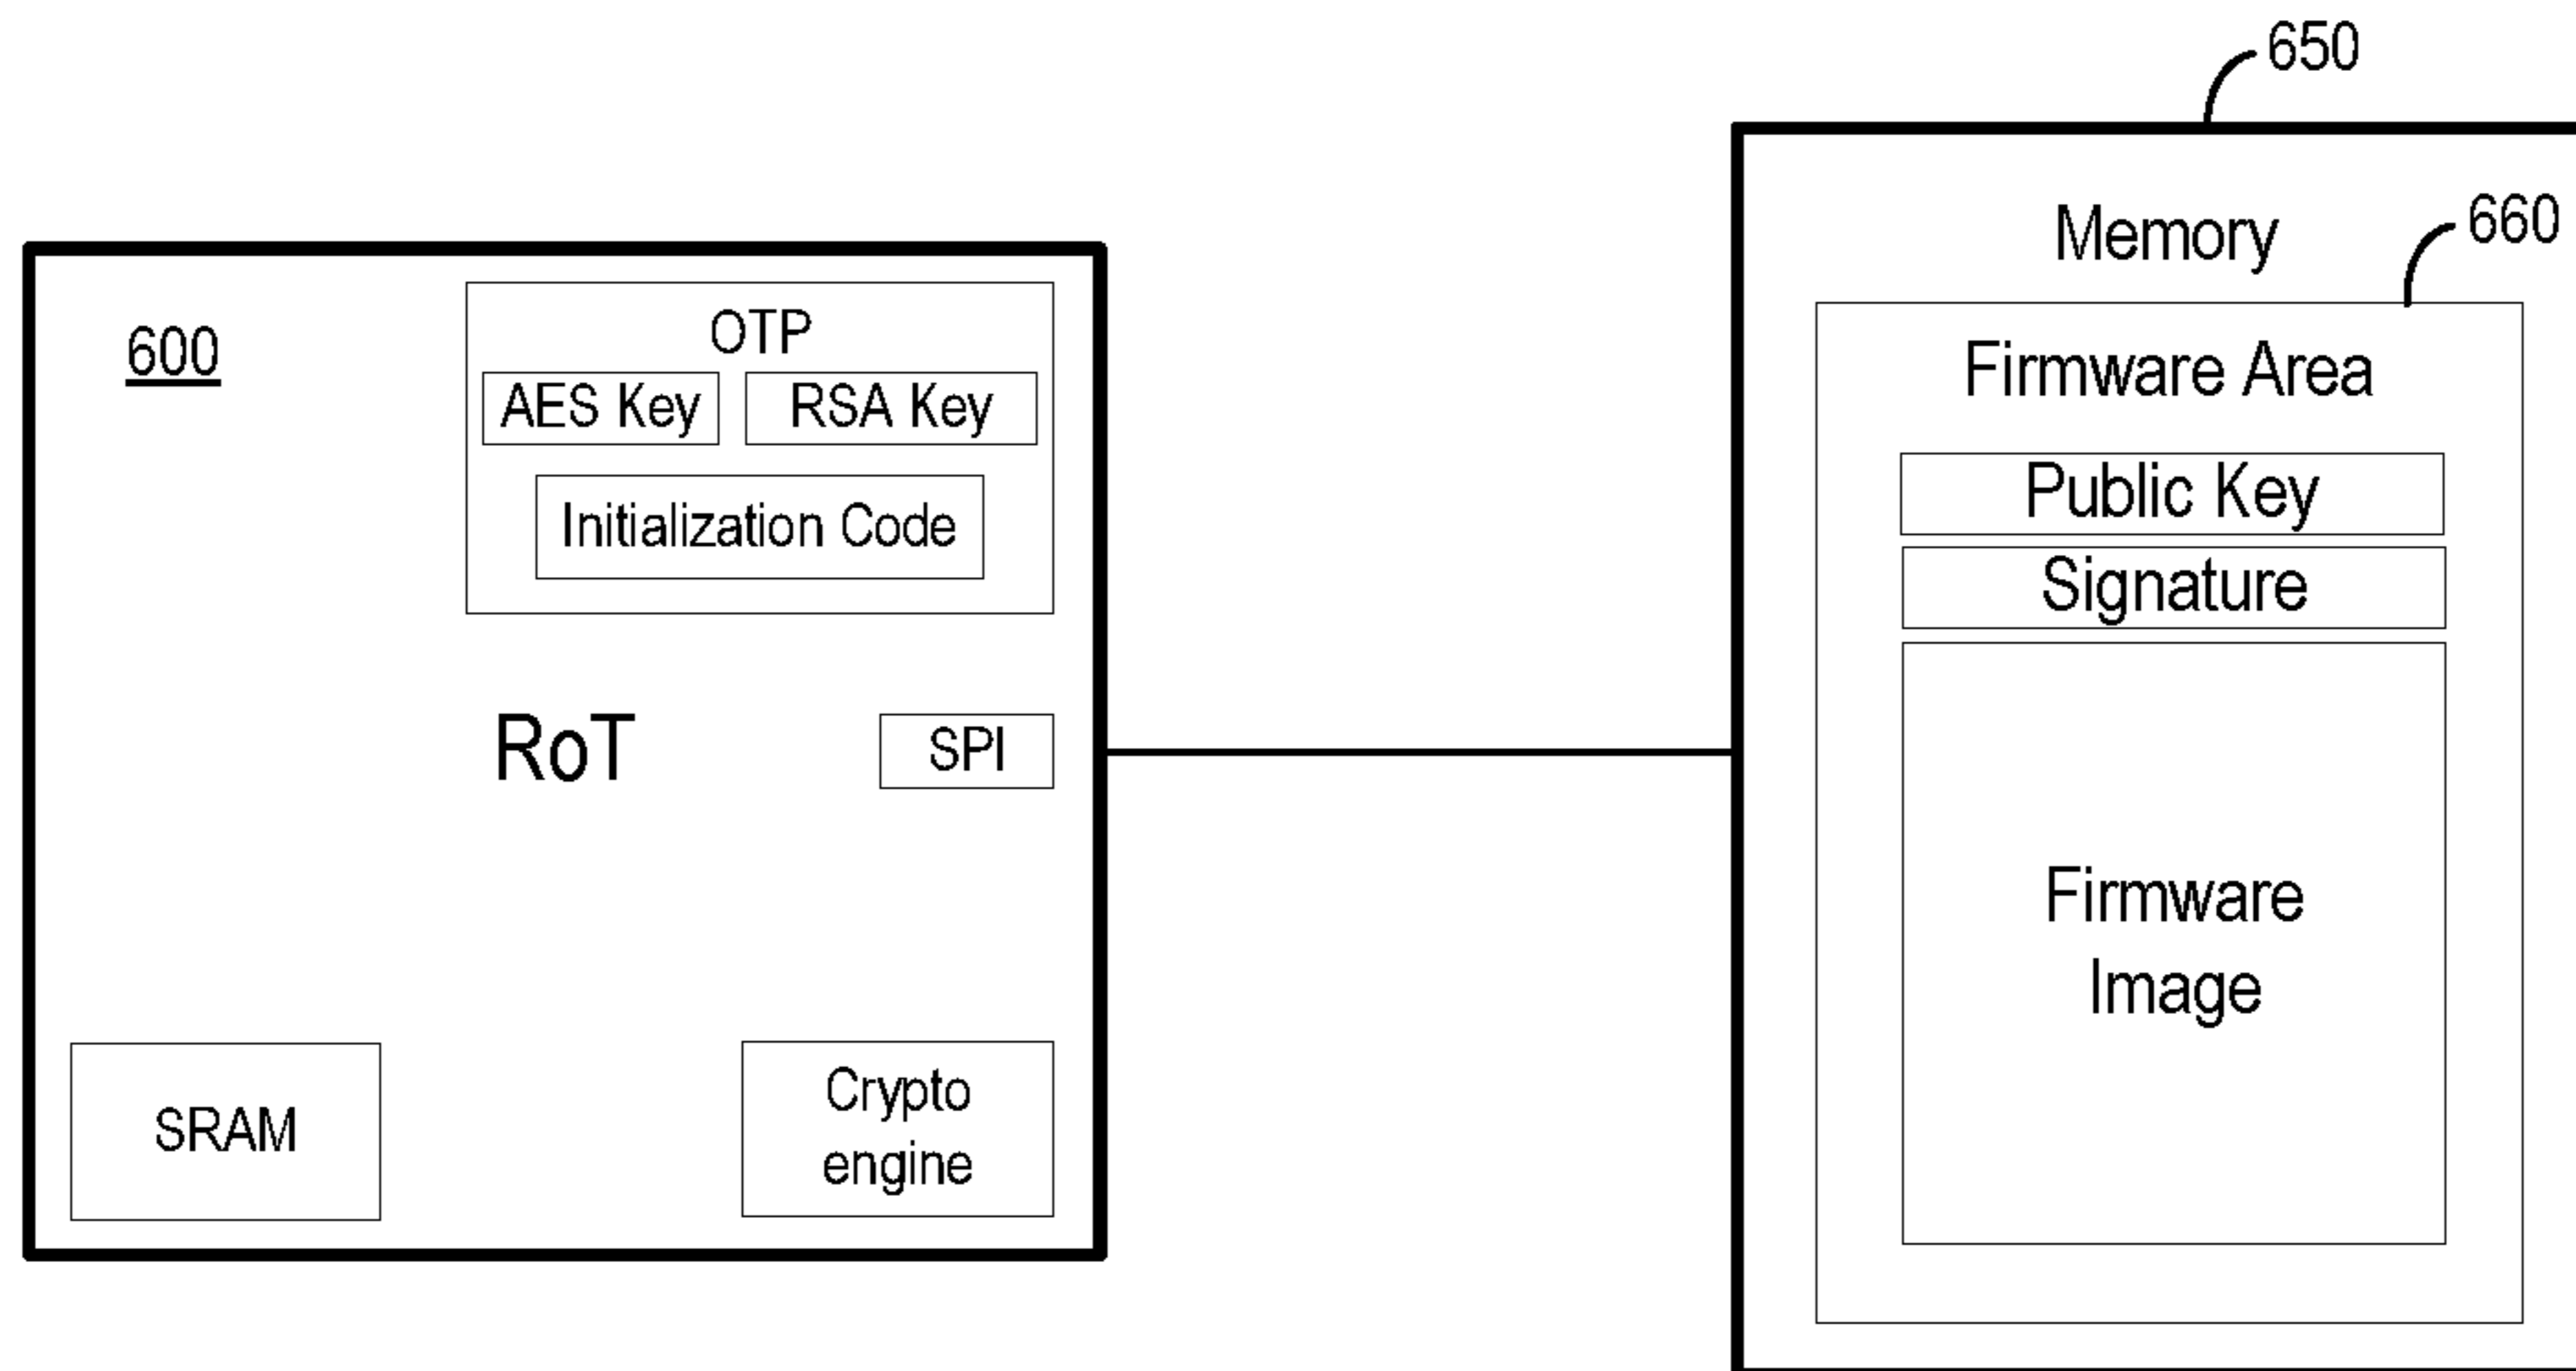 650
Memory
660
600
OTP
AES Key
RSA Key
Initialization Code
RoT
SPI
SRAM
Crypto
engine
Firmware Area
Public Key
Signature
Firmware
Image